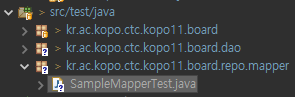 src/test/java
kr.ac.kopo.ctc.kopo11.board
kr.ac.kopo.ctc.kopo11.board.dao
kr.ac.kopo.ctc.kopo11.board.repo.mapper
SampleMapperTest.java